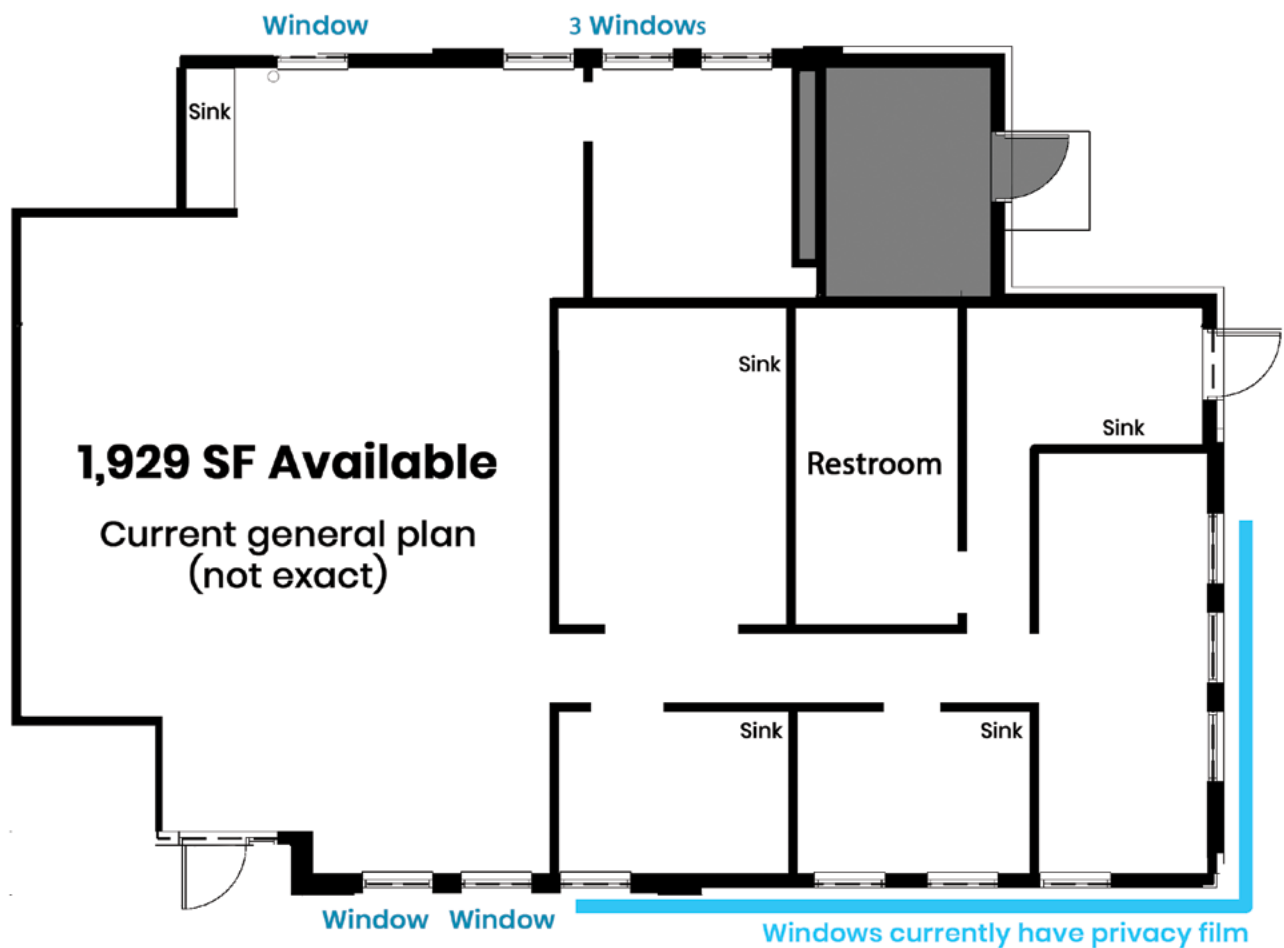 Window
3 Windows
Sink
Sink
Sink
1,929 SF Available
Restroom
Current general plan
(not exact)
Sink
Sink
Window
Window
Windows currently have privacy film